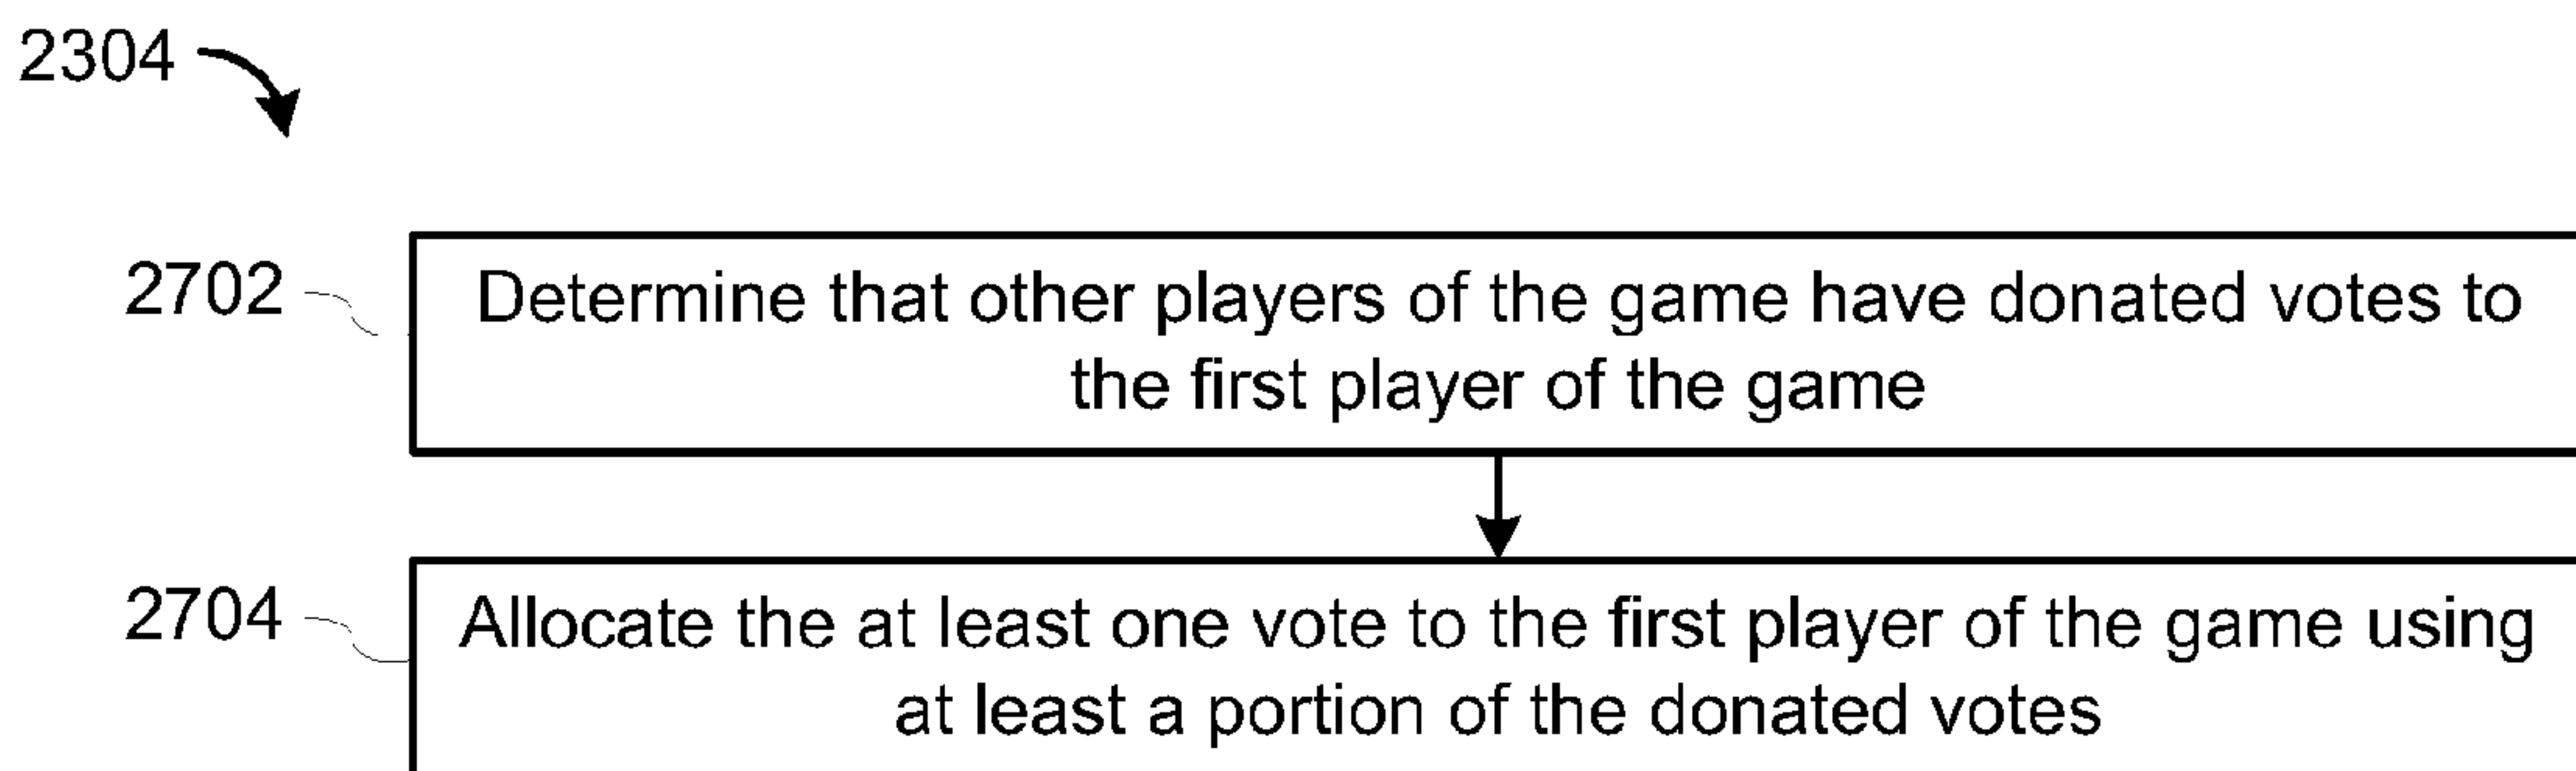 2304
2702
Determine that other players of the game have donated votes to
the first player of the game
2704
Allocate the at least one vote to the first player of the game using
at least a portion of the donated votes